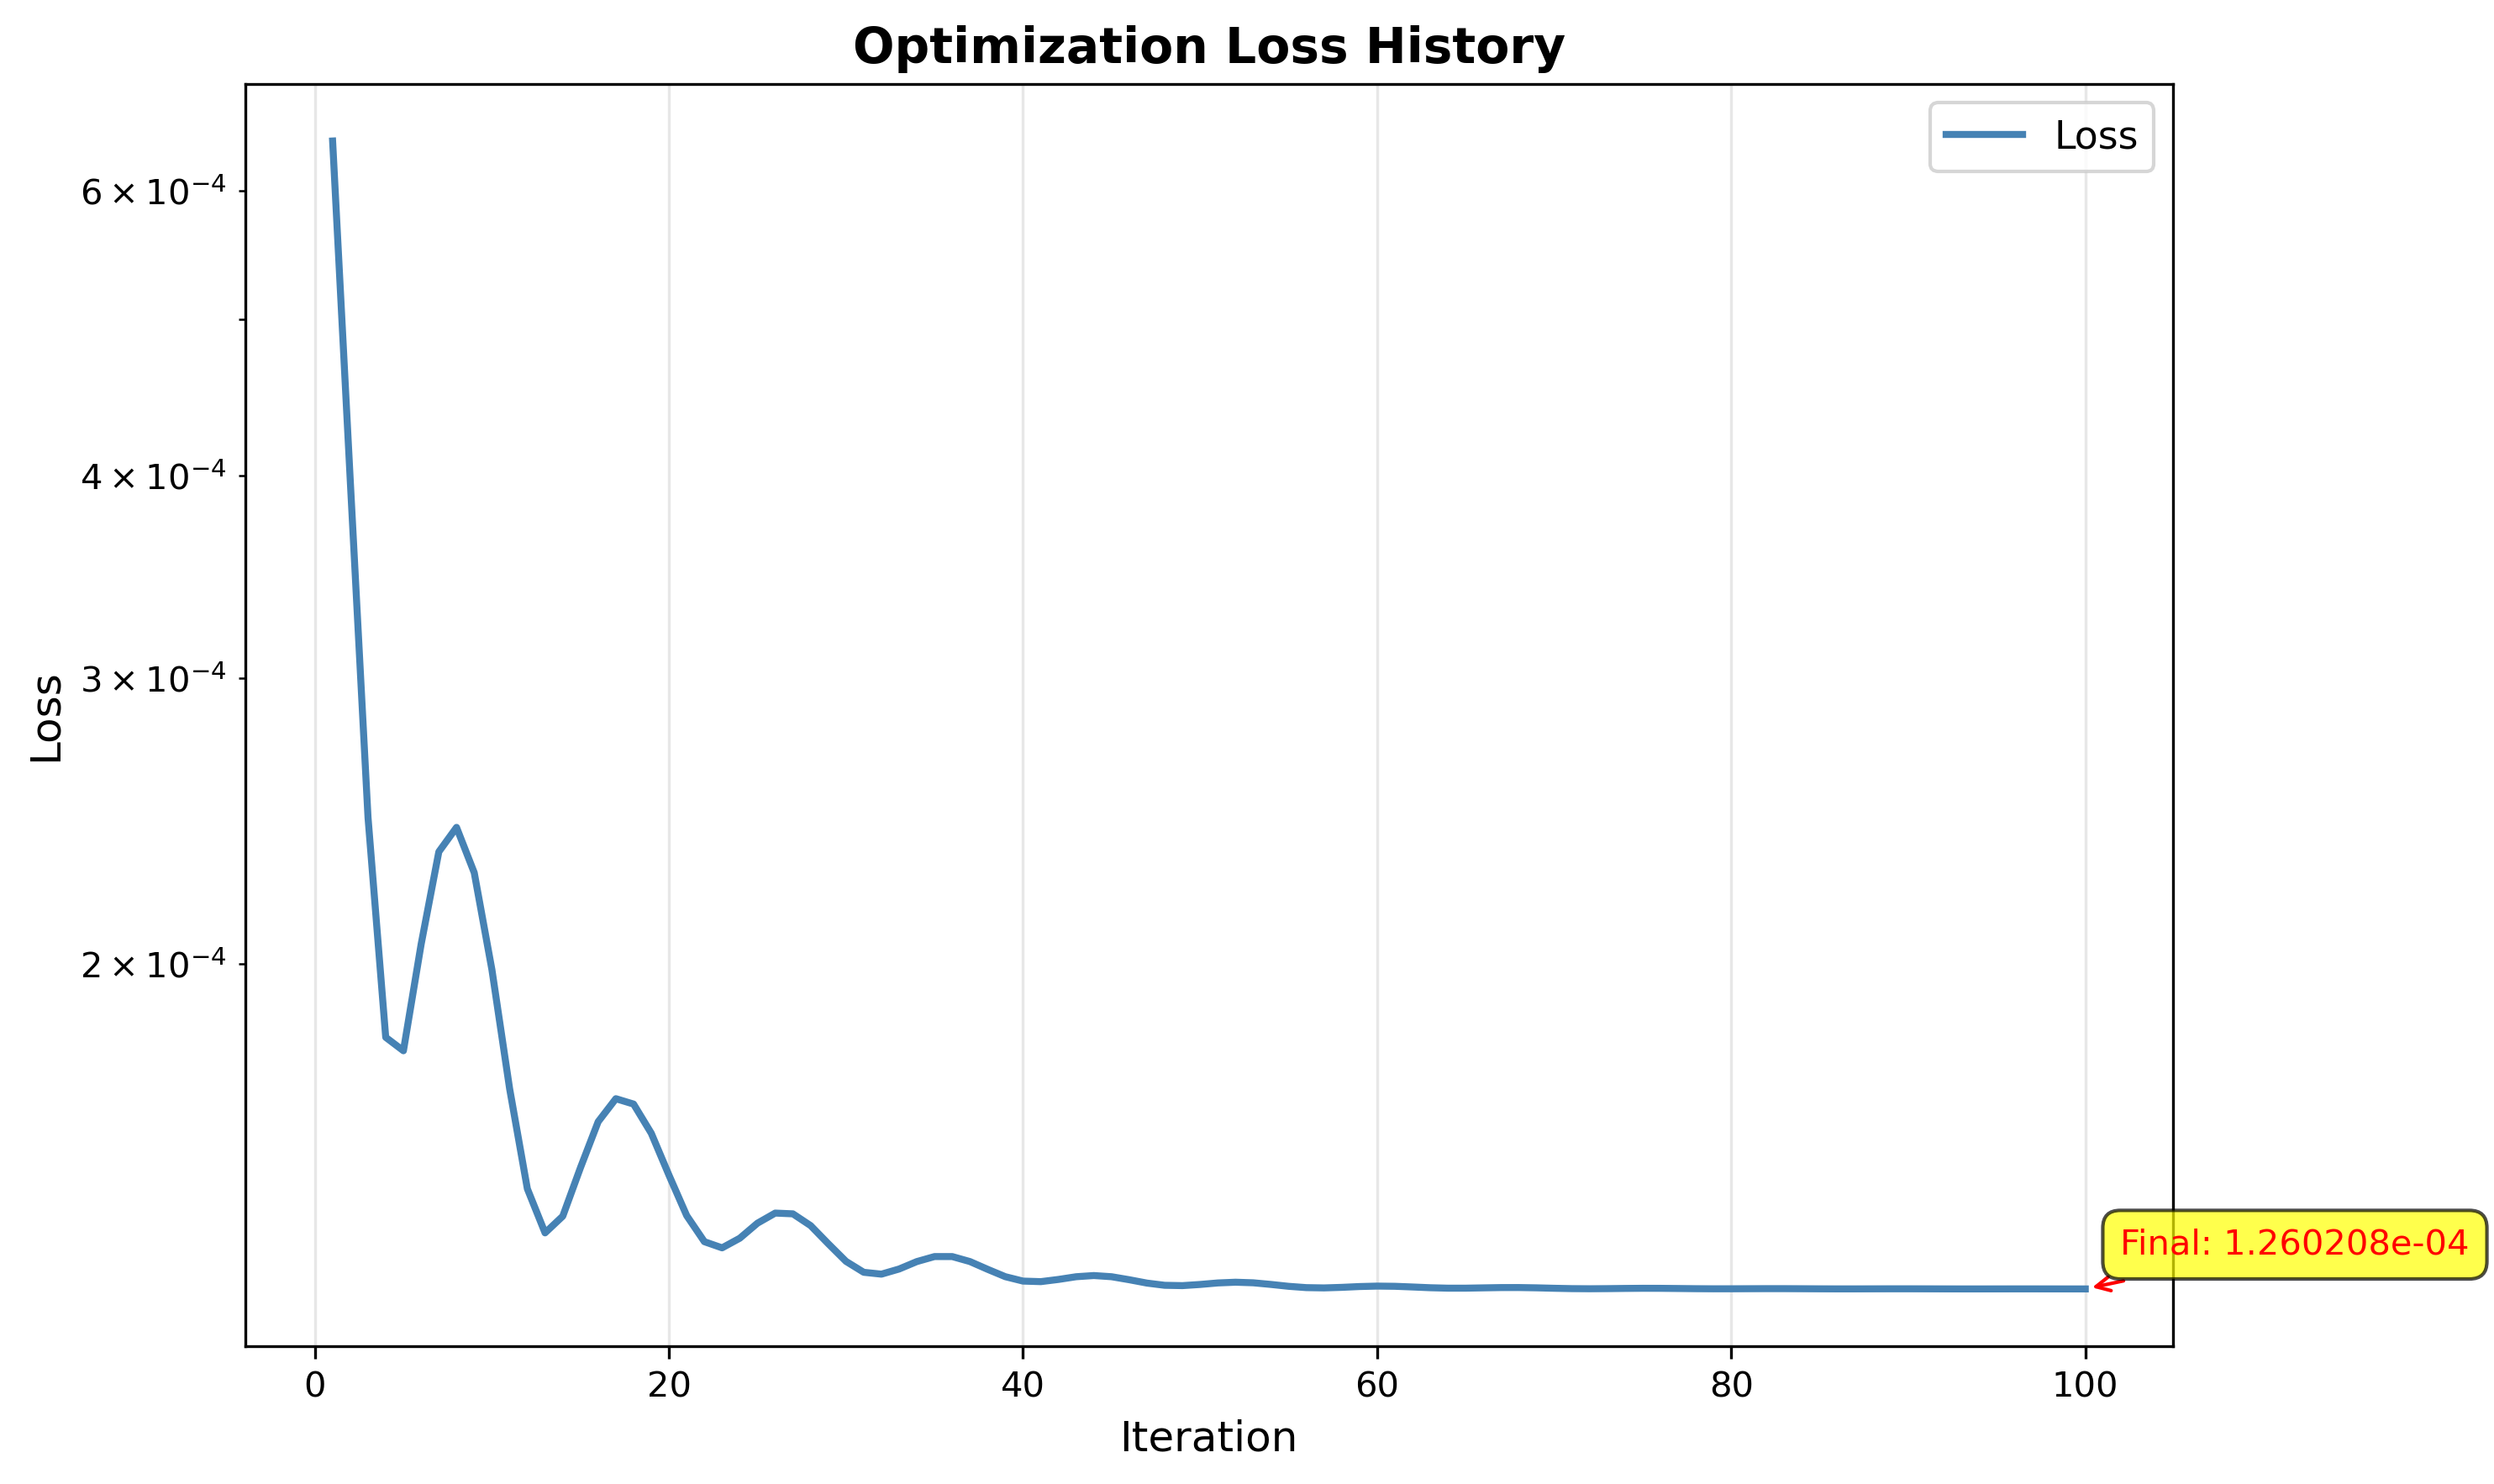 Optimization Loss History
Loss
6×10⁻⁴
4×10⁻⁴
3×10⁻⁴
2×10⁻⁴
Loss
Final: 1.260208e-04
0 20 40 60 80 100
Iteration